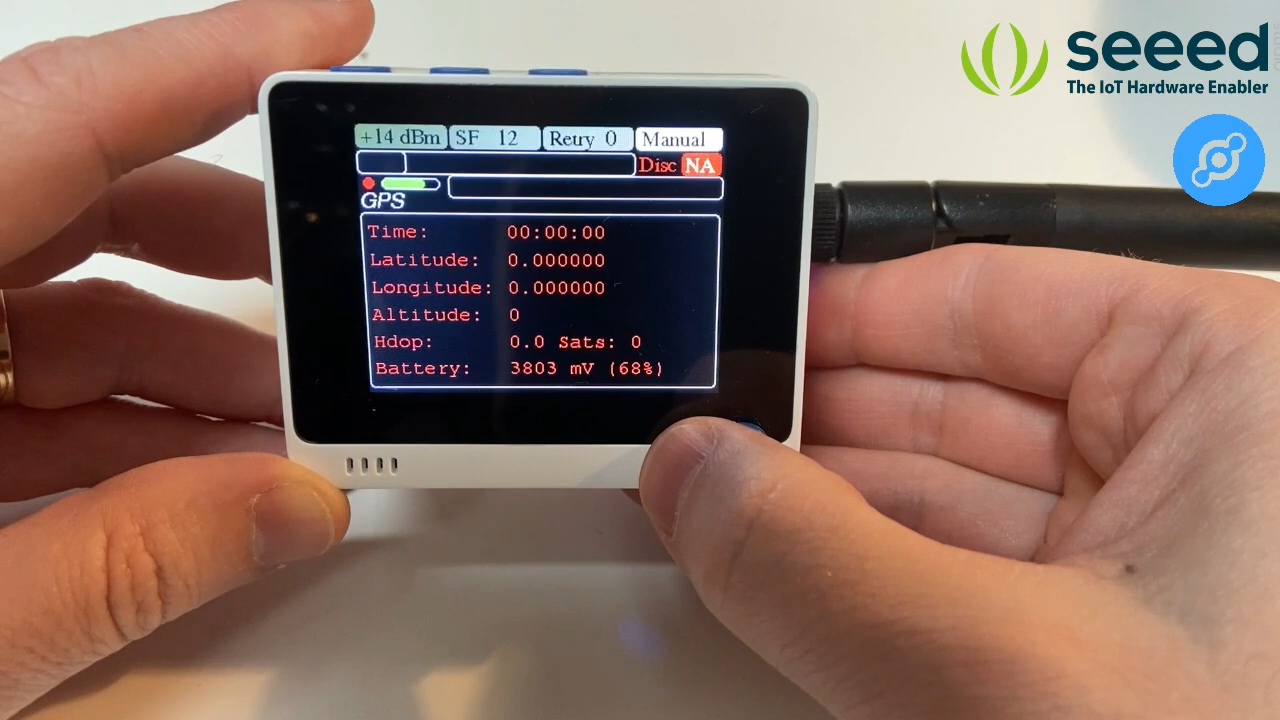 seeed
The IoT Hardware Enabler
+14 dBm SF 12 Retry 0 Manual
Disc NA
GPS
Time: 00:00:00
Latitude: 0.000000
Longitude: 0.000000
Altitude: 0
Hdop: 0.0 Sats: 0
Battery: 3803 mV (68%)